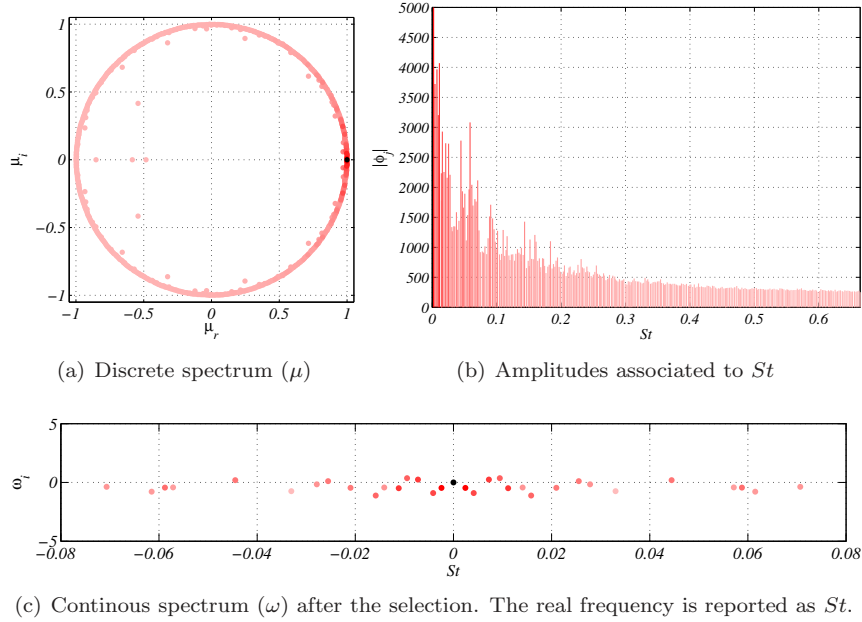 1
0.5
0
−0.5
−1
μi
−1 −0.5 0 0.5 1
μr
(a) Discrete spectrum (μ)
5000
4500
4000
3500
3000
2500
2000
1500
1000
500
0
|ϕj|
0 0.1 0.2 0.3 0.4 0.5 0.6
St
(b) Amplitudes associated to St
5
0
−5
ωi
−0.08 −0.06 −0.04 −0.02 0 0.02 0.04 0.06 0.08
St
(c) Continous spectrum (ω) after the selection. The real frequency is reported as St.